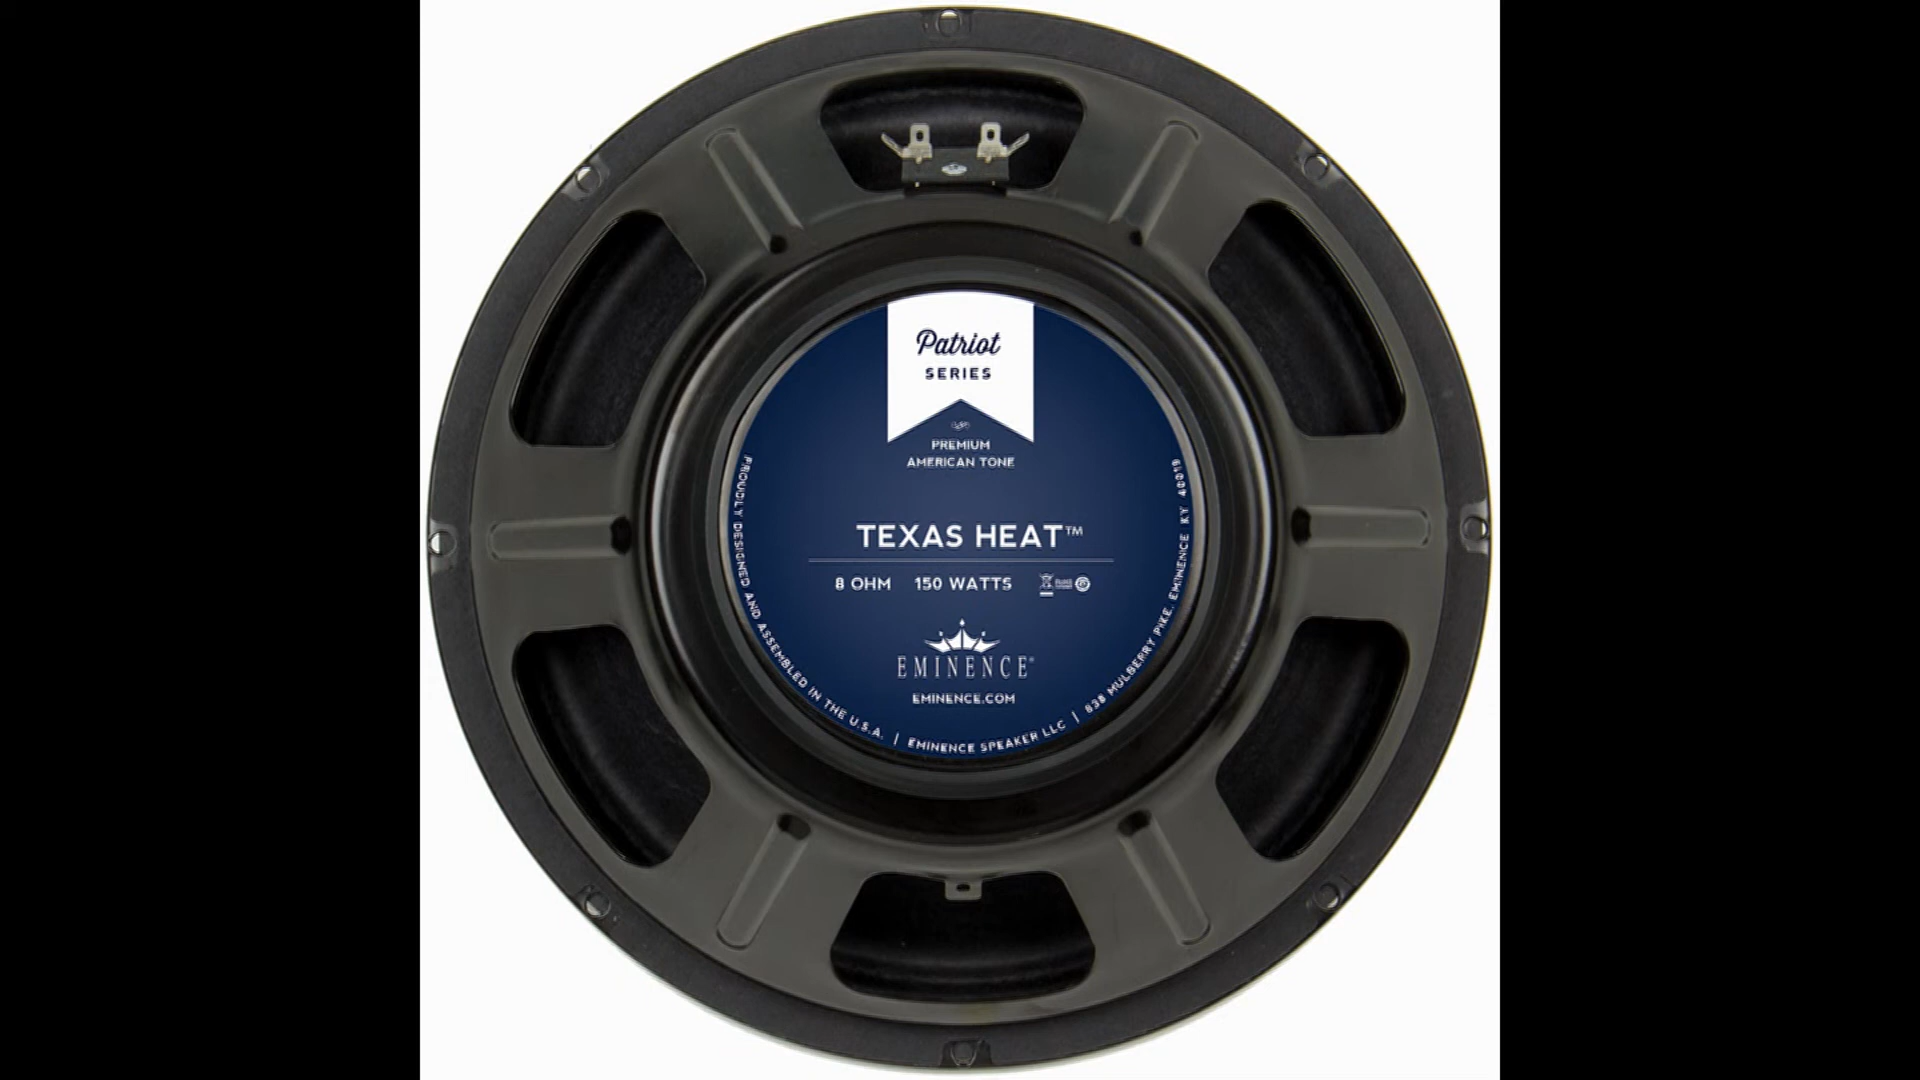 Patriot
SERIES
PREMIUM
AMERICAN TONE
TEXAS HEAT™
8 OHM 150 WATTS
EMINENCE®
EMINENCE.COM
PROUDLY DESIGNED AND ASSEMBLED IN THE U.S.A. | EMINENCE SPEAKER LLC | 838 MULBERRY PIKE, EMINENCE KY 40019